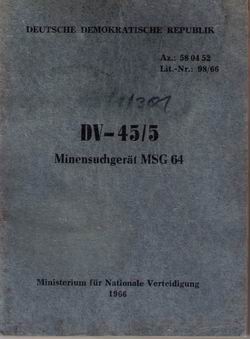 DEUTSCHE DEMOKRATISCHE REPUBLIK
Az.: 58 04 52
Lit.-Nr.: 98/66
DV-45/5
Minensuchgerät MSG 64
Ministerium für Nationale Verteidigung
1966